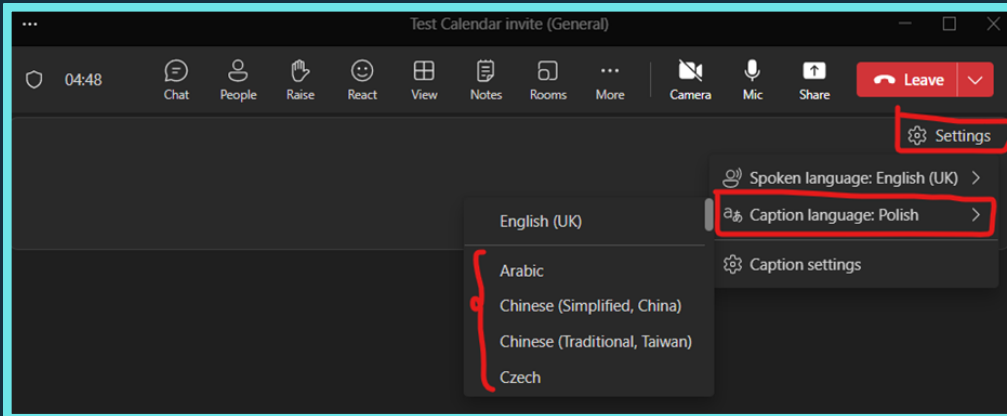 Test Calendar invite (General)
04:48
Chat People Raise React View Notes Rooms More Camera Mic Share Leave
Settings
Spoken language: English (UK)
Caption language: Polish
Caption settings
English (UK)
Arabic
Chinese (Simplified, China)
Chinese (Traditional, Taiwan)
Czech